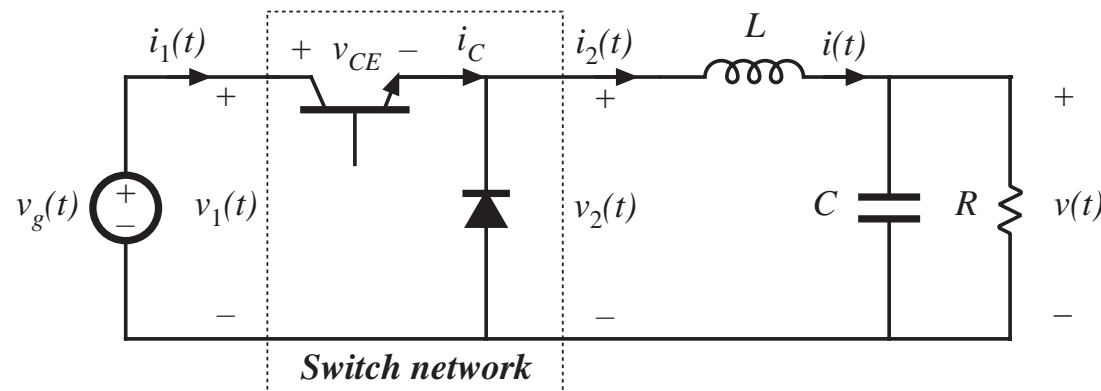 i1(t) + vCE − iC i2(t) L i(t)
+ + +
vg(t) + − v1(t) v2(t) C R v(t)
− − −
Switch network